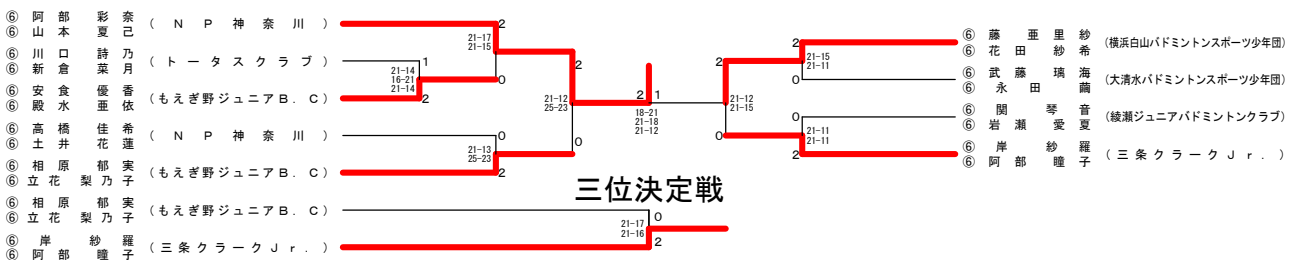 ⑥ 阿部 彩奈
⑥ 山本 夏己
(ＮＰ神奈川)
2
⑥ 川口 詩乃
⑥ 新倉 菜月
(トータスクラブ)
1
⑥ 安食 優香
⑥ 殿水 亜依
(もえぎ野ジュニアＢ．Ｃ)
2
21-14
16-21
21-14
0
21-17
21-15
2
⑥ 高橋 佳希
⑥ 土井 花蓮
(ＮＰ神奈川)
0
⑥ 相原 郁実
⑥ 立花 梨乃子
(もえぎ野ジュニアＢ．Ｃ)
2
21-13
25-23
0
21-12
25-23
2 1
18-21
21-18
21-12
⑥ 藤 亜里紗
⑥ 花田 紗希
(横浜白山バドミントンスポーツ少年団)
2
⑥ 武藤 璃海
⑥ 永田 繭
(大清水バドミントンスポーツ少年団)
0
21-15
21-11
2
⑥ 関 琴音
⑥ 岩瀬 愛夏
(綾瀬ジュニアバドミントンクラブ)
0
⑥ 岸 紗羅
⑥ 阿部 瞳子
(三条クラークＪｒ．)
2
21-11
21-11
0
21-12
21-15
三位決定戦
⑥ 相原 郁実
⑥ 立花 梨乃子
(もえぎ野ジュニアＢ．Ｃ)
0
⑥ 岸 紗羅
⑥ 阿部 瞳子
(三条クラークＪｒ．)
2
21-17
21-16